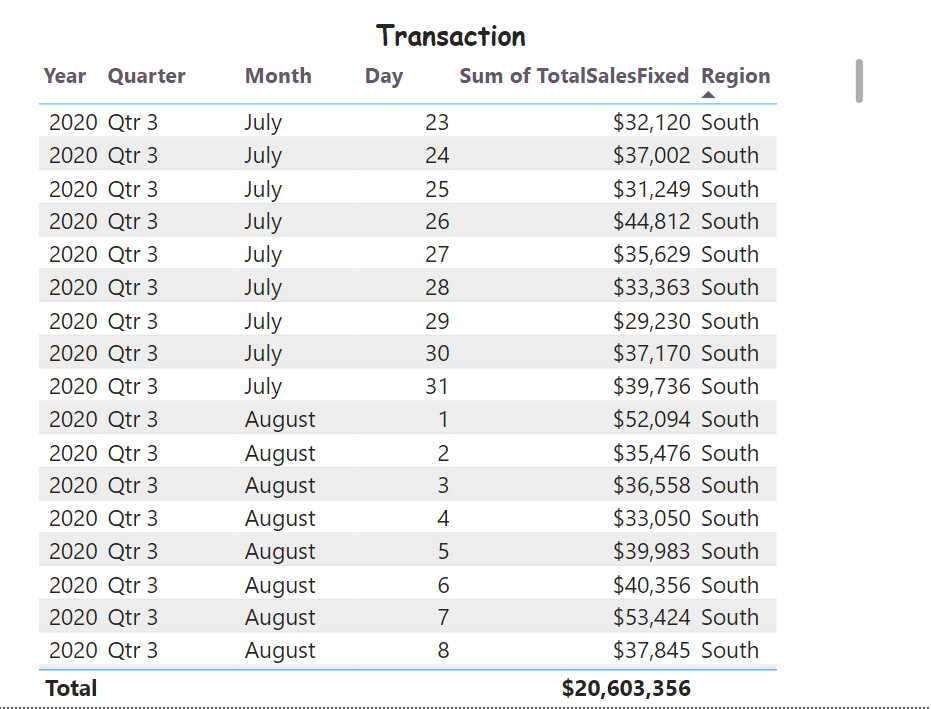 Transaction
Year Quarter Month Day Sum of TotalSalesFixed Region
2020 Qtr 3 July 23 $32,120 South
2020 Qtr 3 July 24 $37,002 South
2020 Qtr 3 July 25 $31,249 South
2020 Qtr 3 July 26 $44,812 South
2020 Qtr 3 July 27 $35,629 South
2020 Qtr 3 July 28 $33,363 South
2020 Qtr 3 July 29 $29,230 South
2020 Qtr 3 July 30 $37,170 South
2020 Qtr 3 July 31 $39,736 South
2020 Qtr 3 August 1 $52,094 South
2020 Qtr 3 August 2 $35,476 South
2020 Qtr 3 August 3 $36,558 South
2020 Qtr 3 August 4 $33,050 South
2020 Qtr 3 August 5 $39,983 South
2020 Qtr 3 August 6 $40,356 South
2020 Qtr 3 August 7 $53,424 South
2020 Qtr 3 August 8 $37,845 South
Total $20,603,356